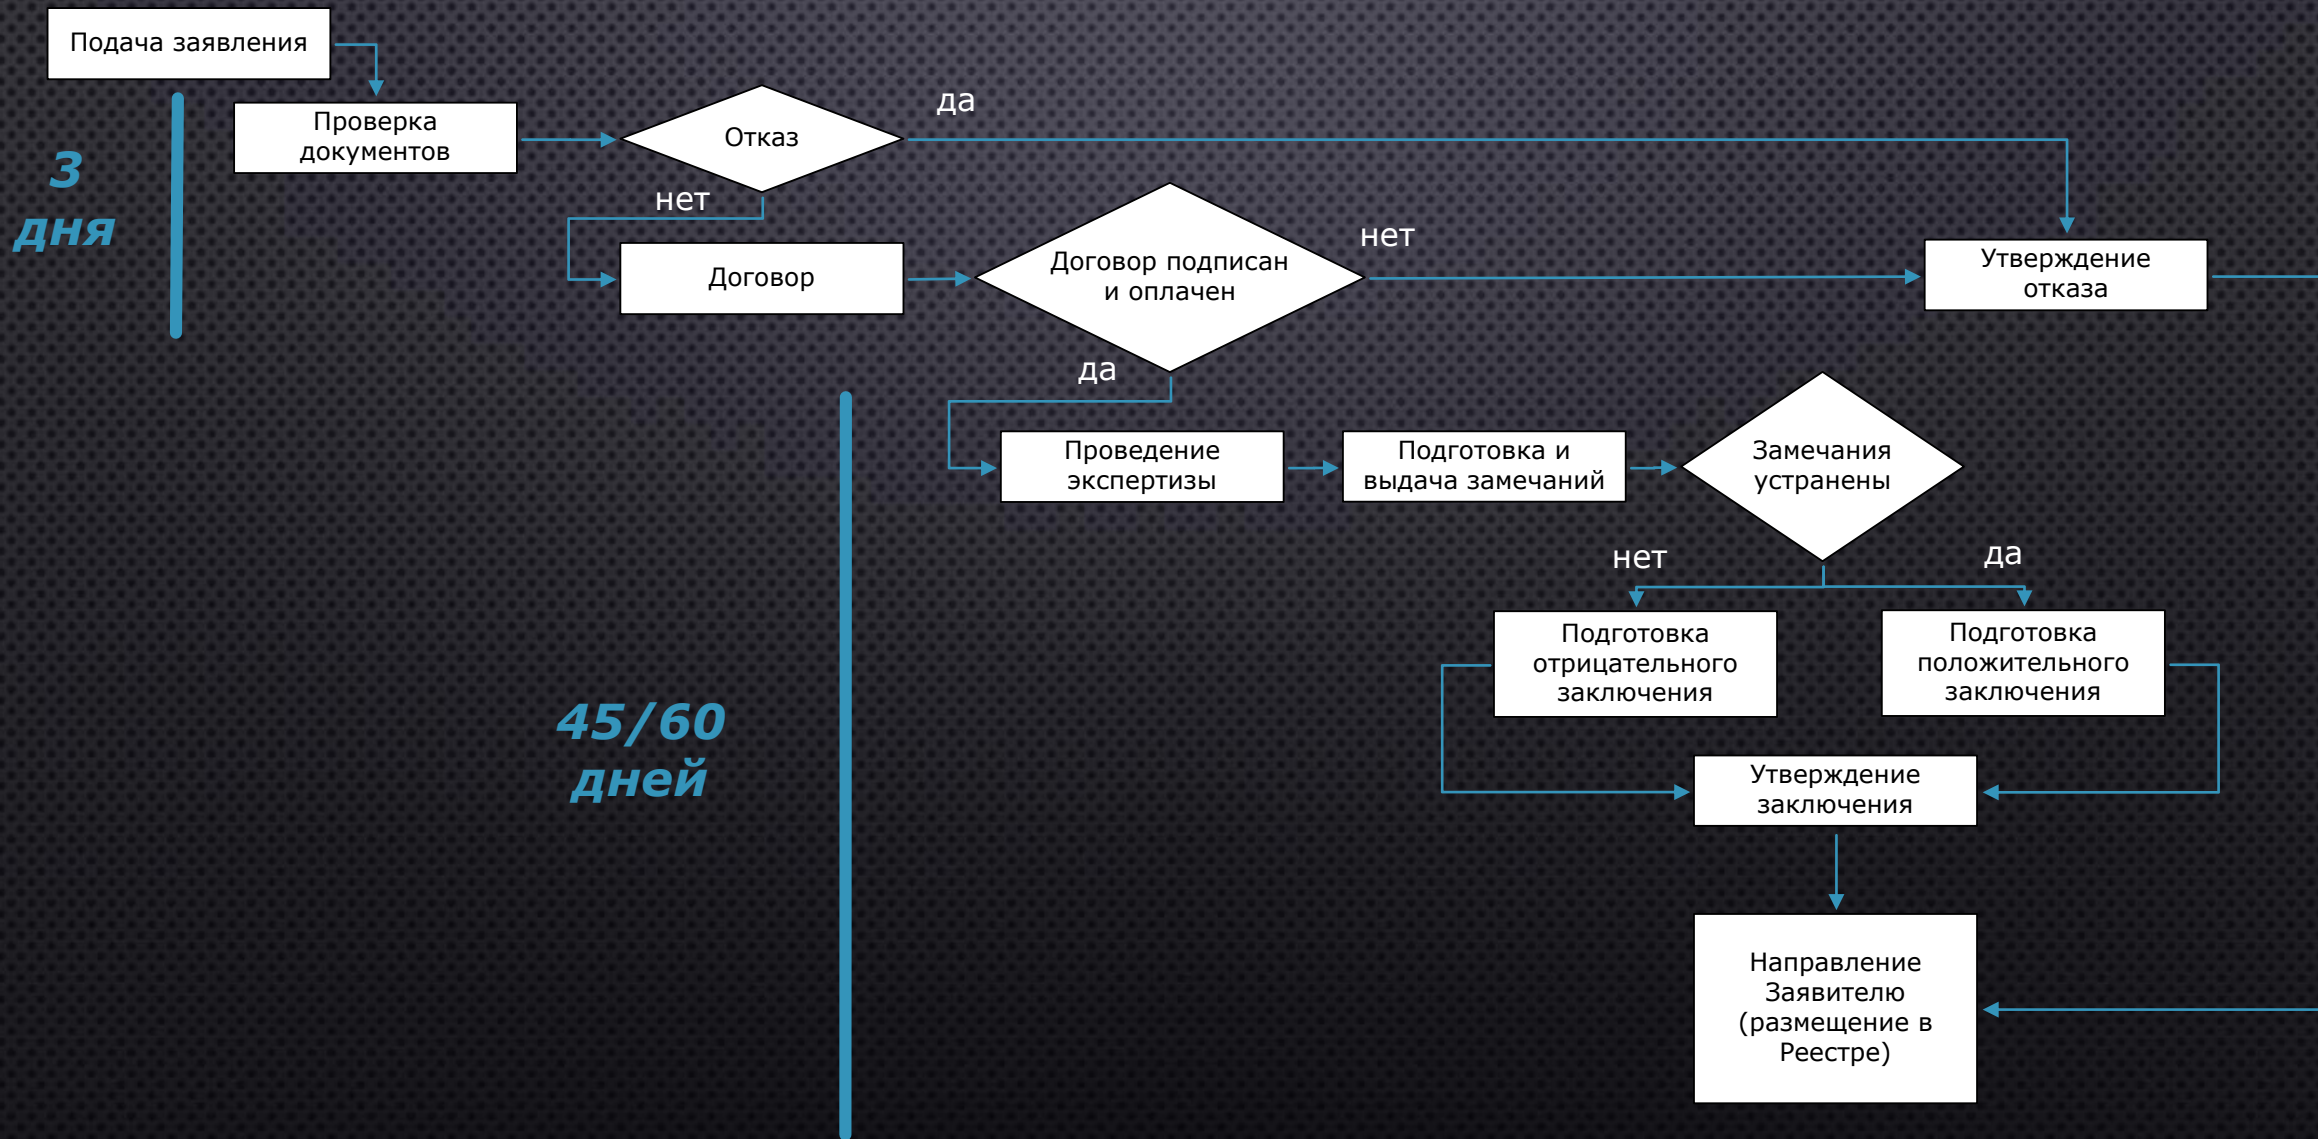 Подача заявления
Проверка
документов
Отказ
да
3
дня
нет
Договор
Договор подписан
и оплачен
нет
Утверждение
отказа
да
Проведение
экспертизы
Подготовка и
выдача замечаний
Замечания
устранены
нет
да
Подготовка
отрицательного
заключения
Подготовка
положительного
заключения
45/60
дней
Утверждение
заключения
Направление
Заявителю
(размещение в
Реестре)